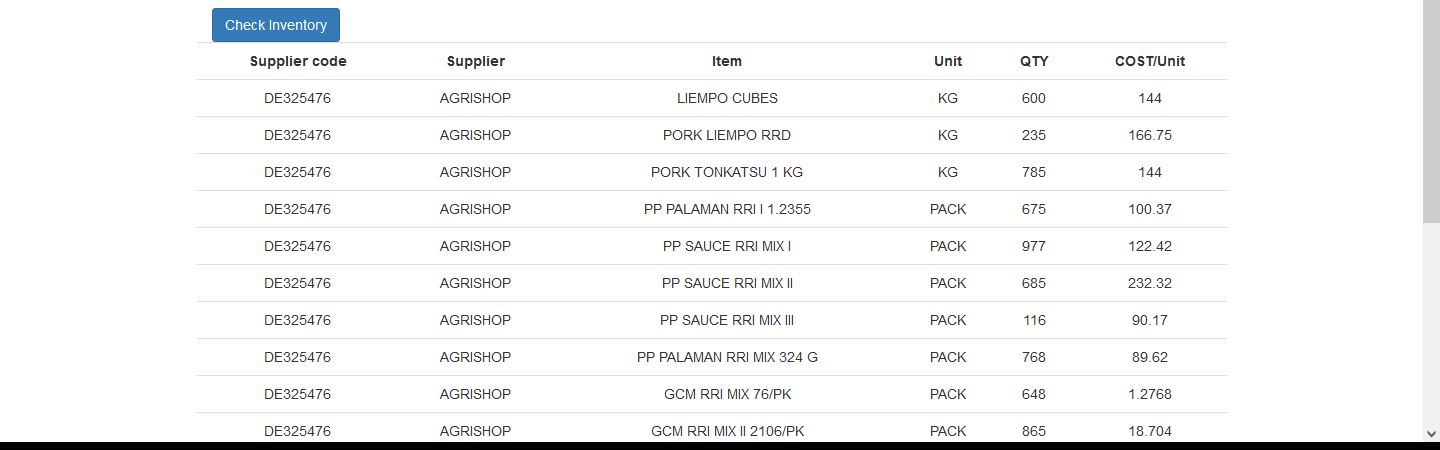 Check Inventory
Supplier code Supplier Item Unit QTY COST/Unit
DE325476 AGRISHOP LIEMPO CUBES KG 600 144
DE325476 AGRISHOP PORK LIEMPO RRD KG 235 166.75
DE325476 AGRISHOP PORK TONKATSU 1 KG KG 785 144
DE325476 AGRISHOP PP PALAMAN RRI I 1.2355 PACK 675 100.37
DE325476 AGRISHOP PP SAUCE RRI MIX I PACK 977 122.42
DE325476 AGRISHOP PP SAUCE RRI MIX II PACK 685 232.32
DE325476 AGRISHOP PP SAUCE RRI MIX III PACK 116 90.17
DE325476 AGRISHOP PP PALAMAN RRI MIX 324 G PACK 768 89.62
DE325476 AGRISHOP GCM RRI MIX 76/PK PACK 648 1.2768
DE325476 AGRISHOP GCM RRI MIX II 2106/PK PACK 865 18.704